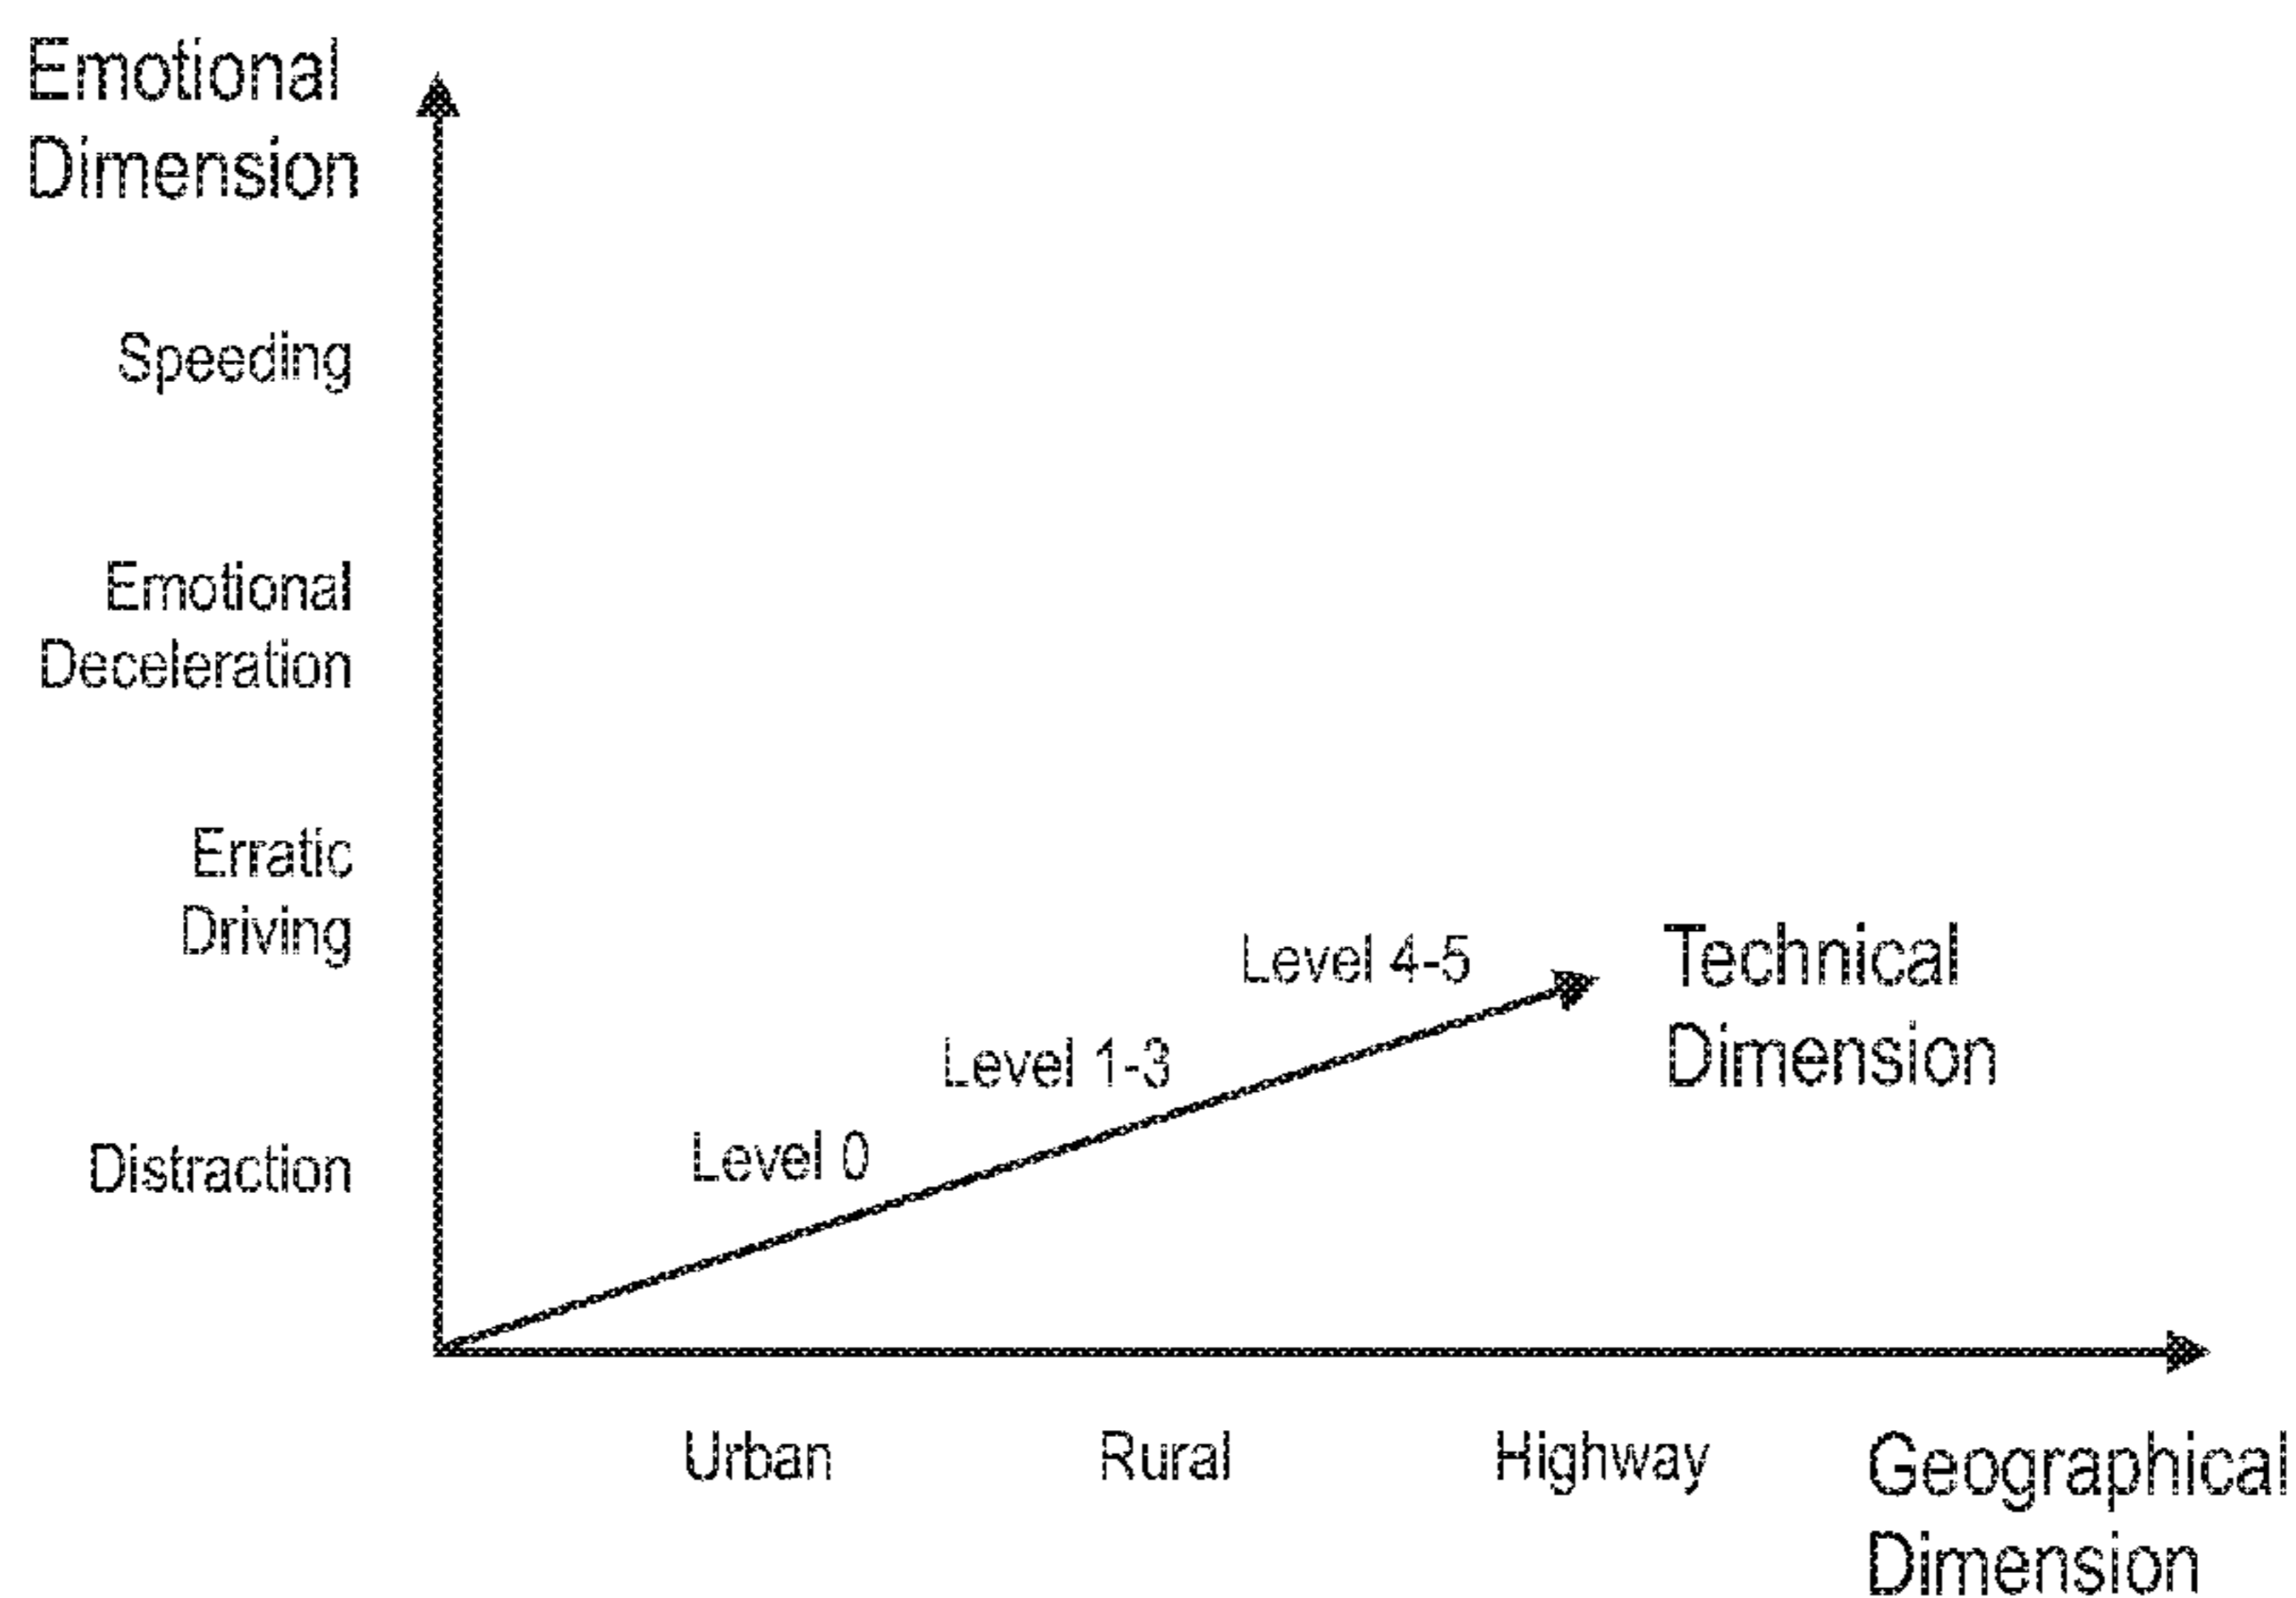 Emotional
Dimension
Speeding
Emotional
Deceleration
Erratic
Driving
Distraction
Level 4-5
Level 1-3
Level 0
Technical
Dimension
Urban
Rural
Highway
Geographical
Dimension